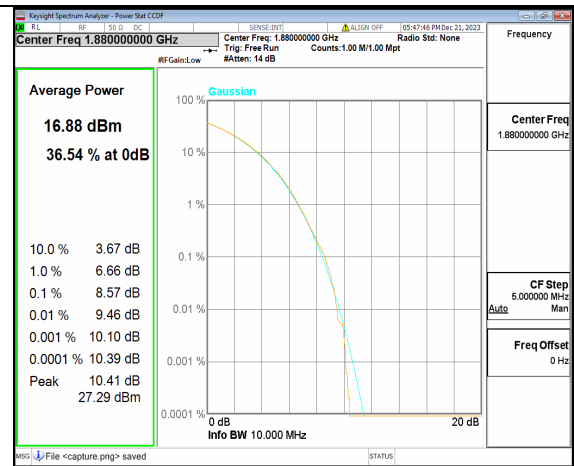 Keysight Spectrum Analyzer - Power Stat CCDF
RL RF 50 Ω DC SENSE:INT ALIGN OFF 05:47:46 PM Dec 21, 2023
Center Freq 1.880000000 GHz
Center Freq: 1.880000000 GHz Radio Std: None
Trig: Free Run Counts:1.00 M/1.00 Mpt
#IFGain:Low #Atten: 14 dB
Frequency
Average Power
16.88 dBm
36.54 % at 0dB
10.0 % 3.67 dB
1.0 % 6.66 dB
0.1 % 8.57 dB
0.01 % 9.46 dB
0.001 % 10.10 dB
0.0001 % 10.39 dB
Peak 10.41 dB
27.29 dBm
Gaussian
100 %
10 %
1 %
0.1 %
0.01 %
0.001 %
0.0001 %
0 dB 20 dB
Info BW 10.000 MHz
Center Freq
1.880000000 GHz
CF Step
5.000000 MHz
Auto Man
Freq Offset
0 Hz
MSG File <capture.png> saved STATUS